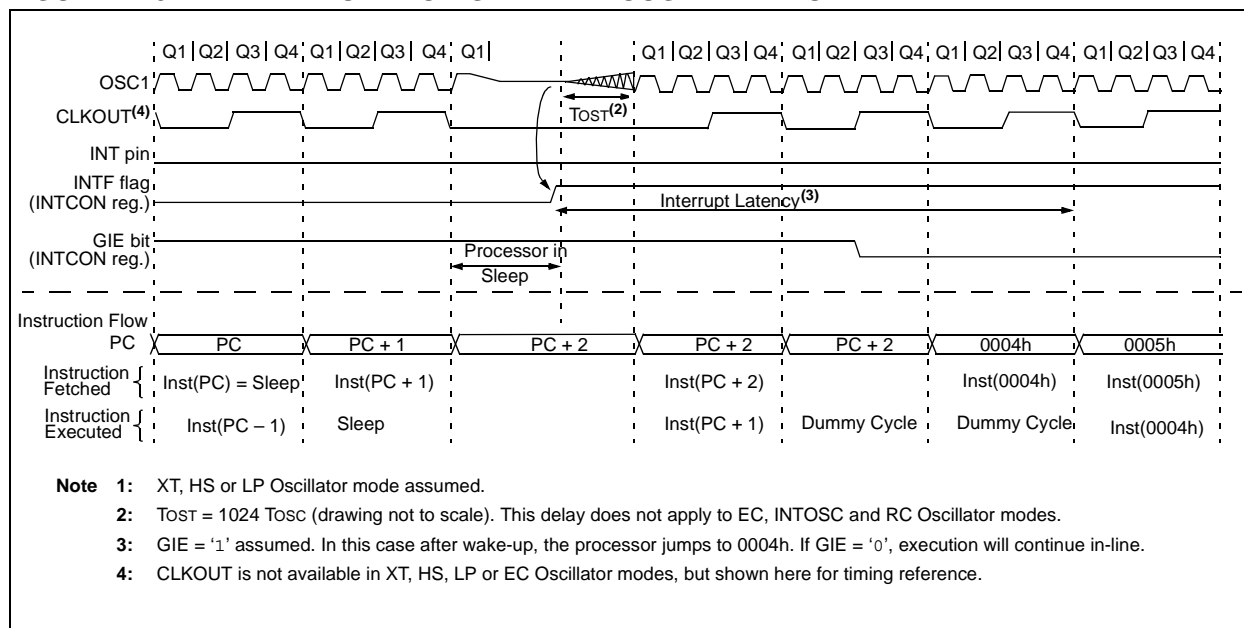 Q1 Q2 Q3 Q4 Q1 Q2 Q3 Q4 Q1 Q1 Q2 Q3 Q4 Q1 Q2 Q3 Q4 Q1 Q2 Q3 Q4 Q1 Q2 Q3 Q4
OSC1
CLKOUT(4)
TOST(2)
INT pin
INTF flag
(INTCON reg.)
Interrupt Latency(3)
GIE bit
(INTCON reg.)
Processor in
Sleep
Instruction Flow
PC PC PC + 1 PC + 2 PC + 2 PC + 2 0004h 0005h
Instruction
Fetched
Inst(PC) = Sleep Inst(PC + 1) Inst(PC + 2) Inst(0004h) Inst(0005h)
Instruction
Executed
Inst(PC – 1) Sleep Inst(PC + 1) Dummy Cycle Dummy Cycle Inst(0004h)
Note 1: XT, HS or LP Oscillator mode assumed.
2: TOST = 1024 TOSC (drawing not to scale). This delay does not apply to EC, INTOSC and RC Oscillator modes.
3: GIE = ‘1’ assumed. In this case after wake-up, the processor jumps to 0004h. If GIE = ‘0’, execution will continue in-line.
4: CLKOUT is not available in XT, HS, LP or EC Oscillator modes, but shown here for timing reference.